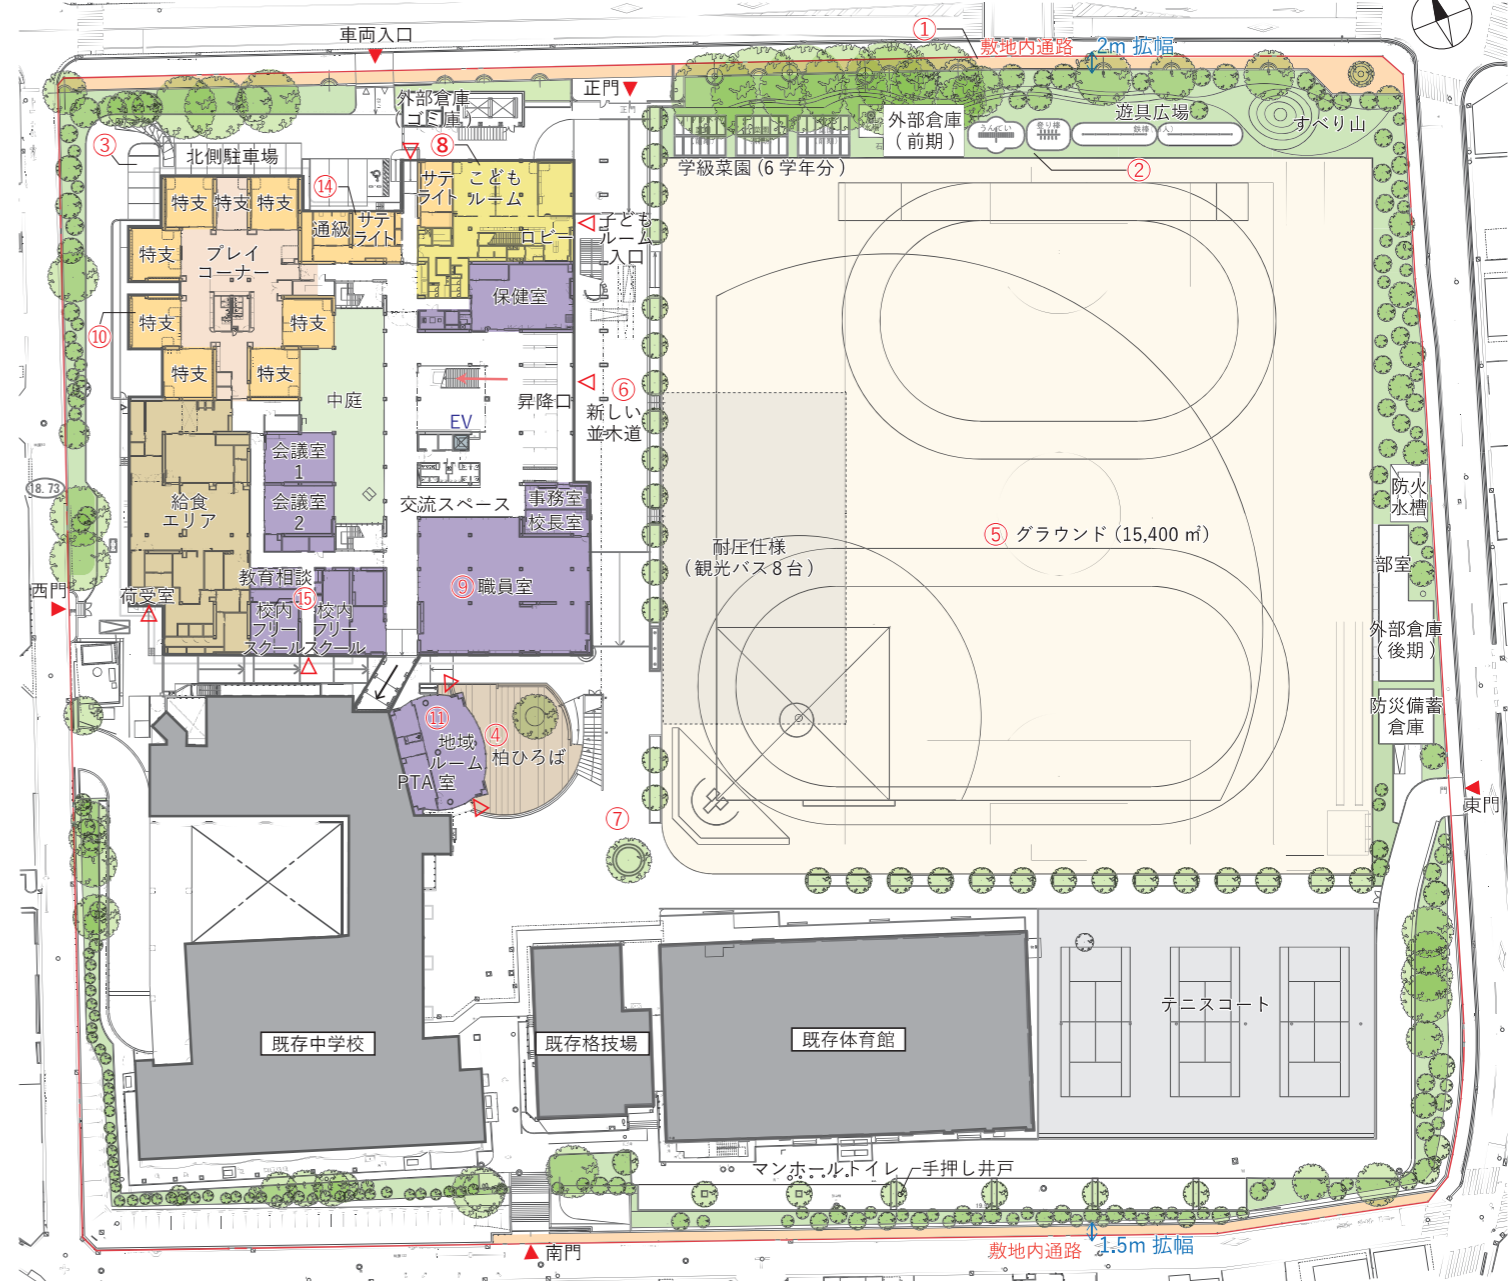 車両入口
①
敷地内通路
2m 拡幅
正門
正門
外部倉庫
(ゴミ庫)
外部倉庫
(前期)
うんてい
登り棒
遊具広場
すべり山
③
北側駐車場
⑧
②
学級菜園 (6 学年分)
特支
特支
特支
⑭
通級
サテ
ライト
サテ
ライト
こども
ルーム
ロビー
子ども
ルーム
入口
特支
プレイ
コーナー
保健室
⑩
特支
特支
特支
特支
中庭
昇降口
⑥
新しい
並木道
EV
会議室
1
会議室
2
給食
エリア
18.73
交流スペース
事務室
校長室
防火
水槽
⑤ グラウンド (15,400 ㎡)
耐圧仕様
(観光バス8台)
部室
西門
荷受室
教育相談
⑮
校内
フリー
スクール
校内
フリー
スクール
⑨ 職員室
外部倉庫
(後期)
防災備蓄
倉庫
⑪
地域
ルーム
PTA 室
④
柏ひろば
東門
⑦
テニスコート
既存中学校
既存格技場
既存体育館
マンホールトイレ
手押し井戸
南門
敷地内通路
1.5m 拡幅